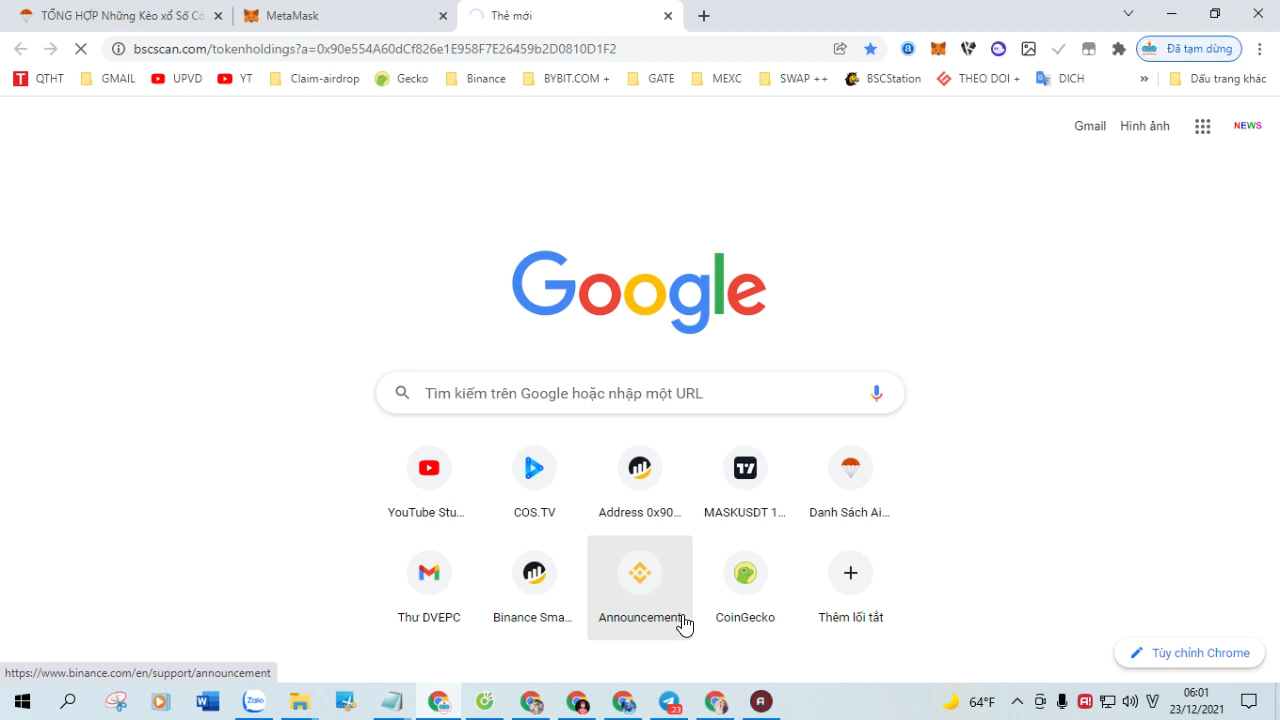 TỔNG HỢP Những Kèo xổ Số Có
MetaMask
Thẻ mới
bscscan.com/tokenholdings?a=0x90e554A60dCf826e1E958F7E26459b2D0810D1F2
Đã tạm dừng
QTHT
GMAIL
UPVD
YT
Claim-airdrop
Gecko
Binance
BYBIT.COM +
GATE
MEXC
SWAP ++
BSCStation
THEO DOI +
DICH
»
Dấu trang khác
Gmail
Hình ảnh
NEWS
Google
Tìm kiếm trên Google hoặc nhập một URL
YouTube Stu...
COS.TV
Address 0x90...
MASKUSDT 1...
Danh Sách Ai...
Thư DVEPC
Binance Sma...
Announcement
CoinGecko
Thêm lối tắt
Tùy chỉnh Chrome
https://www.binance.com/en/support/announcement
Zalo
23
64°F
06:01
23/12/2021